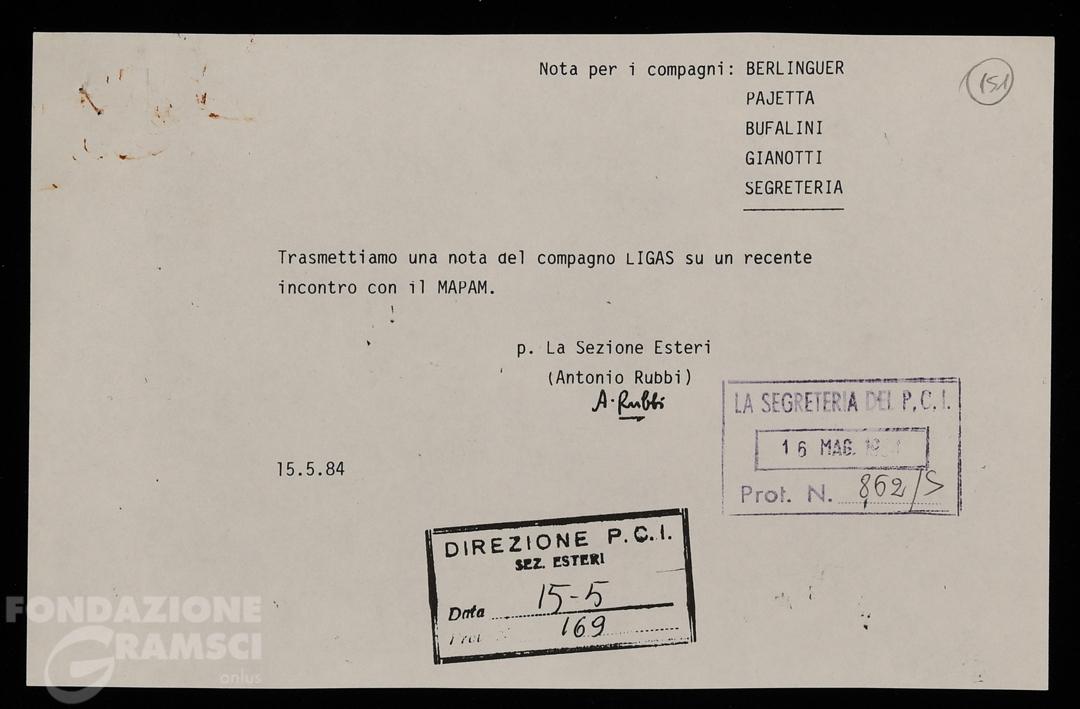 Nota per i compagni: BERLINGUER
151
PAJETTA
BUFALINI
GIANOTTI
SEGRETERIA
Trasmettiamo una nota del compagno LIGAS su un recente
incontro con il MAPAM.
p. La Sezione Esteri
(Antonio Rubbi)
A. Rubbi
15.5.84
LA SEGRETERIA DEL P.C.I.
16 MAG. 19
Prot. N. 862/S
DIREZIONE P.C.I.
SEZ. ESTERI
Data 15-5
Prot. 169
FONDAZIONE
GRAMSCI
onlus